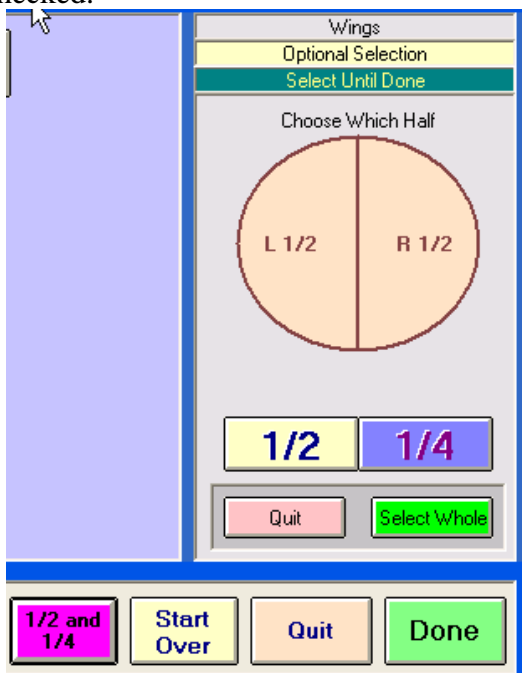 Wings
Optional Selection
Select Until Done
Choose Which Half
L 1/2 R 1/2
1/2 1/4
Quit Select Whole
1/2 and
1/4
Start
Over
Quit
Done